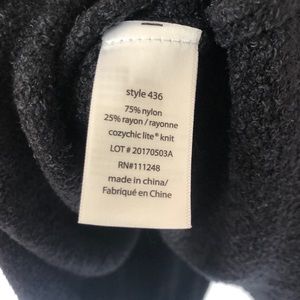 style 436
75% nylon
25% rayon / rayonne
cozychic lite® knit
LOT # 20170503A
RN#111248
made in china/
Fabriqué en Chine